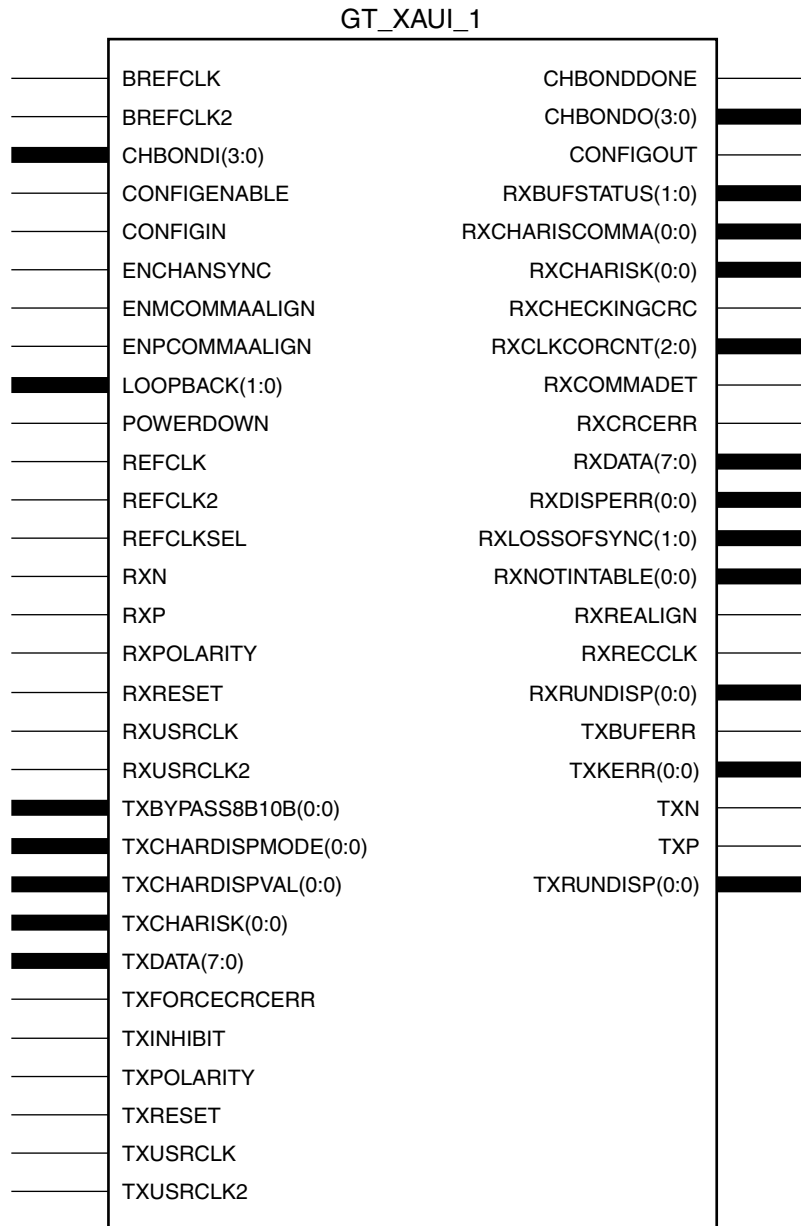 GT_XAUI_1
BREFCLK CHBONDDONE
BREFCLK2 CHBONDO(3:0)
CHBONDI(3:0) CONFIGOUT
CONFIGENABLE RXBUFSTATUS(1:0)
CONFIGIN RXCHARISCOMMA(0:0)
ENCHANSYNC RXCHARISK(0:0)
ENMCOMMAALIGN RXCHECKINGCRC
ENPCOMMAALIGN RXCLKCORCNT(2:0)
LOOPBACK(1:0) RXCOMMADET
POWERDOWN RXCRCERR
REFCLK RXDATA(7:0)
REFCLK2 RXDISPERR(0:0)
REFCLKSEL RXLOSSOFSYNC(1:0)
RXN RXNOTINTABLE(0:0)
RXP RXREALIGN
RXPOLARITY RXRECCLK
RXRESET RXRUNDISP(0:0)
RXUSRCLK TXBUFERR
RXUSRCLK2 TXKERR(0:0)
TXBYPASS8B10B(0:0) TXN
TXCHARDISPMODE(0:0) TXP
TXCHARDISPVAL(0:0) TXRUNDISP(0:0)
TXCHARISK(0:0)
TXDATA(7:0)
TXFORCECRCERR
TXINHIBIT
TXPOLARITY
TXRESET
TXUSRCLK
TXUSRCLK2